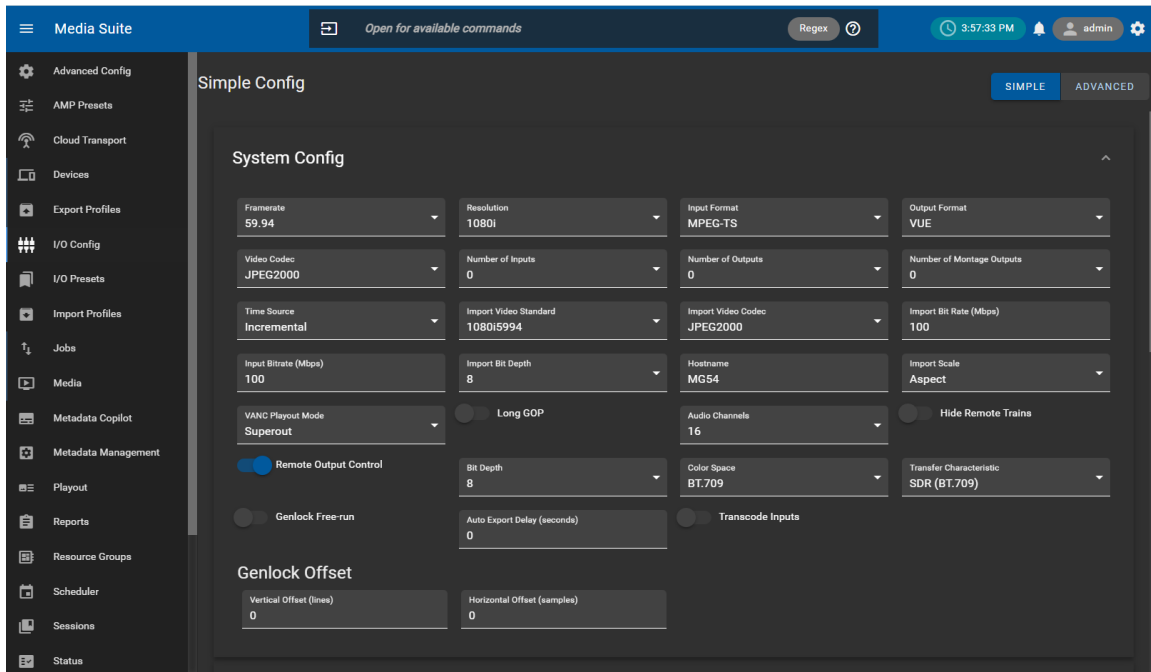 Media Suite
Open for available commands
Regex
3:57:33 PM
admin
Advanced Config
AMP Presets
Cloud Transport
Devices
Export Profiles
I/O Config
I/O Presets
Import Profiles
Jobs
Media
Metadata Copilot
Metadata Management
Playout
Reports
Resource Groups
Scheduler
Sessions
Status
Simple Config
SIMPLE
ADVANCED
System Config
Framerate
59.94
Resolution
1080i
Input Format
MPEG-TS
Output Format
VUE
Video Codec
JPEG2000
Number of Inputs
0
Number of Outputs
0
Number of Montage Outputs
0
Time Source
Incremental
Import Video Standard
1080i5994
Import Video Codec
JPEG2000
Import Bit Rate (Mbps)
100
Input Bitrate (Mbps)
100
Import Bit Depth
8
Hostname
MG54
Import Scale
Aspect
VANC Playout Mode
Superout
Long GOP
Audio Channels
16
Hide Remote Trains
Remote Output Control
Bit Depth
8
Color Space
BT.709
Transfer Characteristic
SDR (BT.709)
Genlock Free-run
Auto Export Delay (seconds)
0
Transcode Inputs
Genlock Offset
Vertical Offset (lines)
0
Horizontal Offset (samples)
0